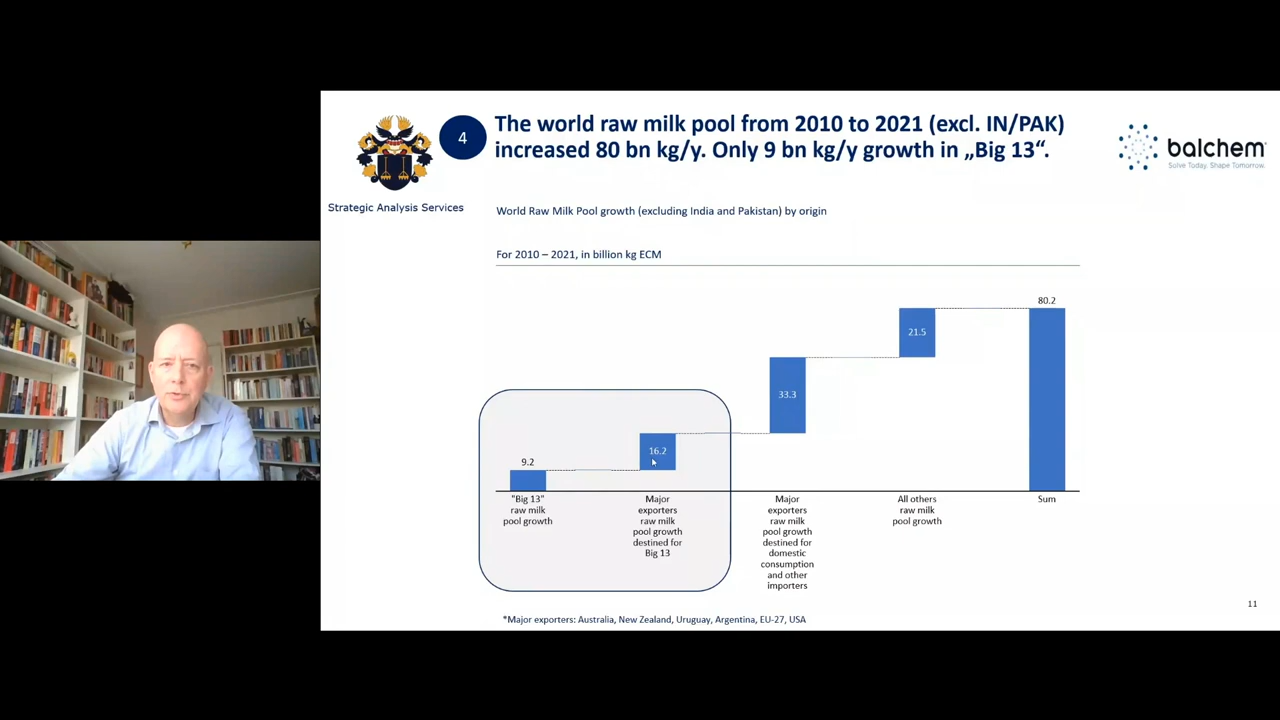 4
The world raw milk pool from 2010 to 2021 (excl. IN/PAK)
increased 80 bn kg/y. Only 9 bn kg/y growth in „Big 13“.
balchem
Solve Today. Shape Tomorrow.
Strategic Analysis Services
World Raw Milk Pool growth (excluding India and Pakistan) by origin
For 2010 – 2021, in billion kg ECM
9.2
16.2
33.3
21.5
80.2
"Big 13"
raw milk
pool growth
Major
exporters
raw milk
pool growth
destined for
Big 13
Major
exporters
raw milk
pool growth
destined for
domestic
consumption
and other
importers
All others
raw milk
pool growth
Sum
11
*Major exporters: Australia, New Zealand, Uruguay, Argentina, EU-27, USA